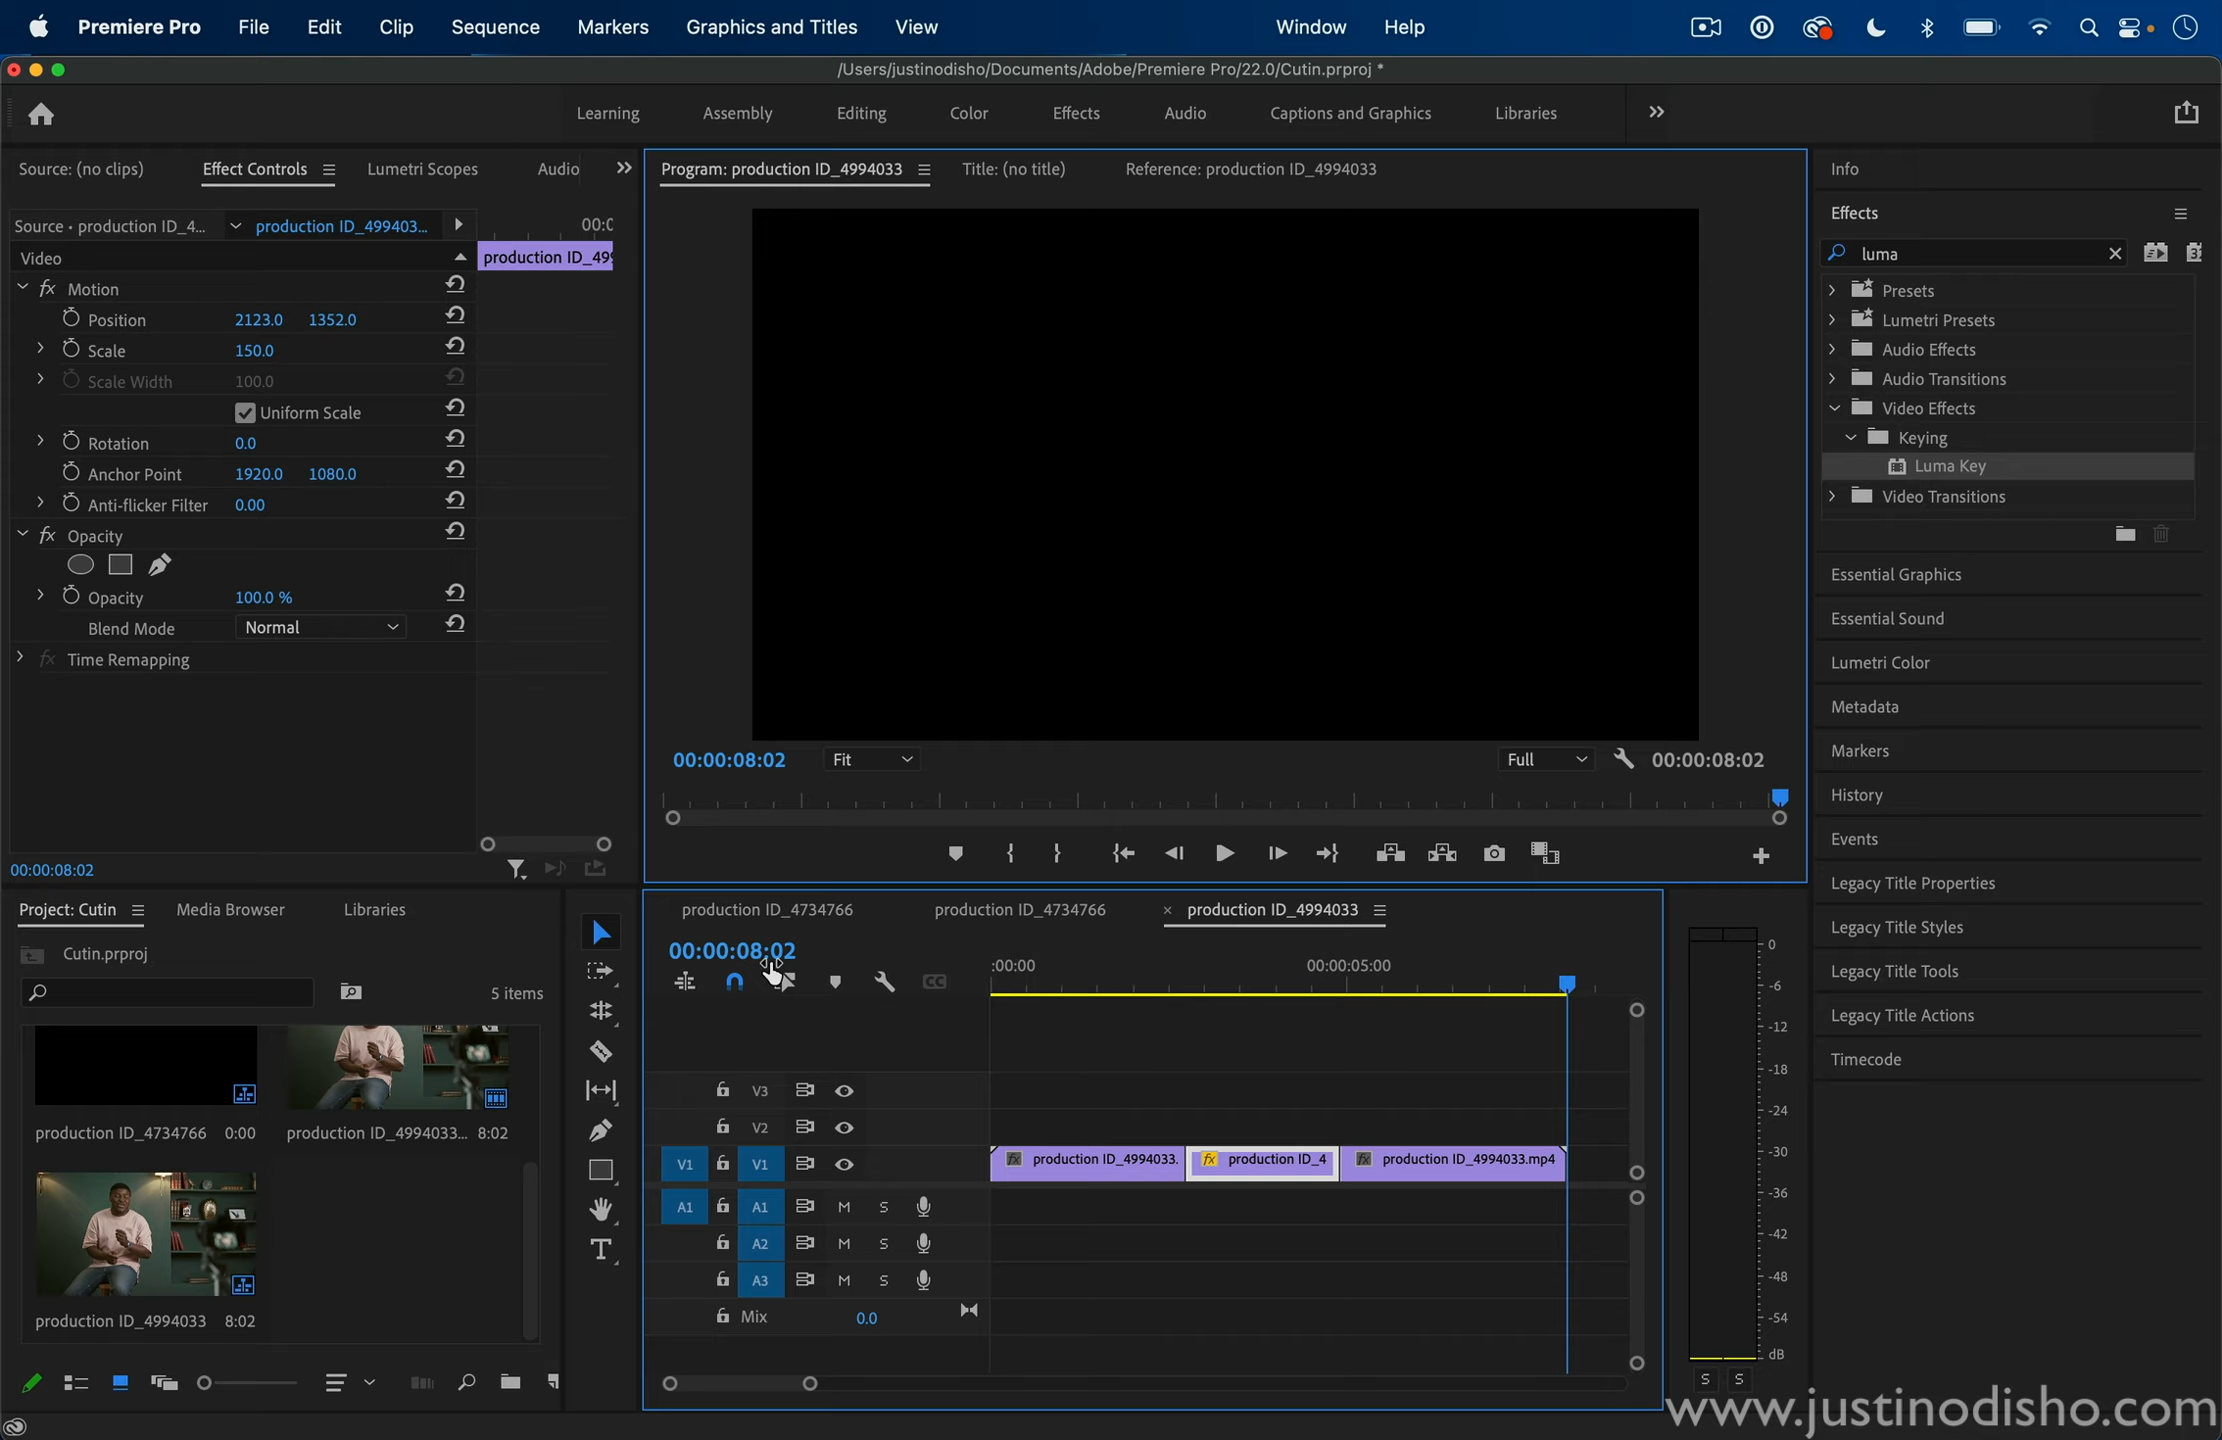 Premiere Pro File Edit Clip Sequence Markers Graphics and Titles View Window Help
/Users/justinodisho/Documents/Adobe/Premiere Pro/22.0/Cutin.prproj *
Learning Assembly Editing Color Effects Audio Captions and Graphics Libraries
Source: (no clips) Effect Controls Lumetri Scopes Audio
Source • production ID_4... production ID_499403... 00:0
Video production ID_499
Motion
Position 2123.0 1352.0
Scale 150.0
Scale Width 100.0
Uniform Scale
Rotation 0.0
Anchor Point 1920.0 1080.0
Anti-flicker Filter 0.00
Opacity
Opacity 100.0 %
Blend Mode Normal
Time Remapping
00:00:08:02
Program: production ID_4994033 Title: (no title) Reference: production ID_4994033
00:00:08:02 Fit Full 00:00:08:02
Info
Effects
luma
Presets
Lumetri Presets
Audio Effects
Audio Transitions
Video Effects
Keying
Luma Key
Video Transitions
Essential Graphics
Essential Sound
Lumetri Color
Metadata
Markers
History
Events
Legacy Title Properties
Legacy Title Styles
Legacy Title Tools
Legacy Title Actions
Timecode
Project: Cutin Media Browser Libraries
Cutin.prproj
5 items
production ID_4734766 0:00 production ID_4994033... 8:02
production ID_4994033 8:02
production ID_4734766 production ID_4734766 × production ID_4994033
00:00:08:02
:00:00 00:00:05:00
CC
V3
V2
V1 V1 fx production ID_4994033. fx production ID_4 fx production ID_4994033.mp4
A1 A1 M S
A2 M S
A3 M S
Mix 0.0
0
-6
-12
-18
-24
-30
-36
-42
-48
-54
dB
S S
www.justinodisho.com